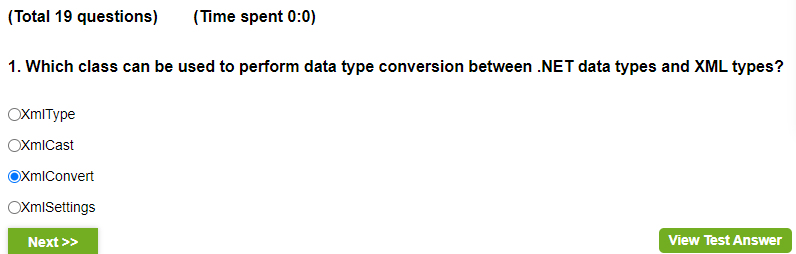 (Total 19 questions) (Time spent 0:0)
1. Which class can be used to perform data type conversion between .NET data types and XML types?
XmlType
XmlCast
XmlConvert
XmlSettings
Next >>
View Test Answer